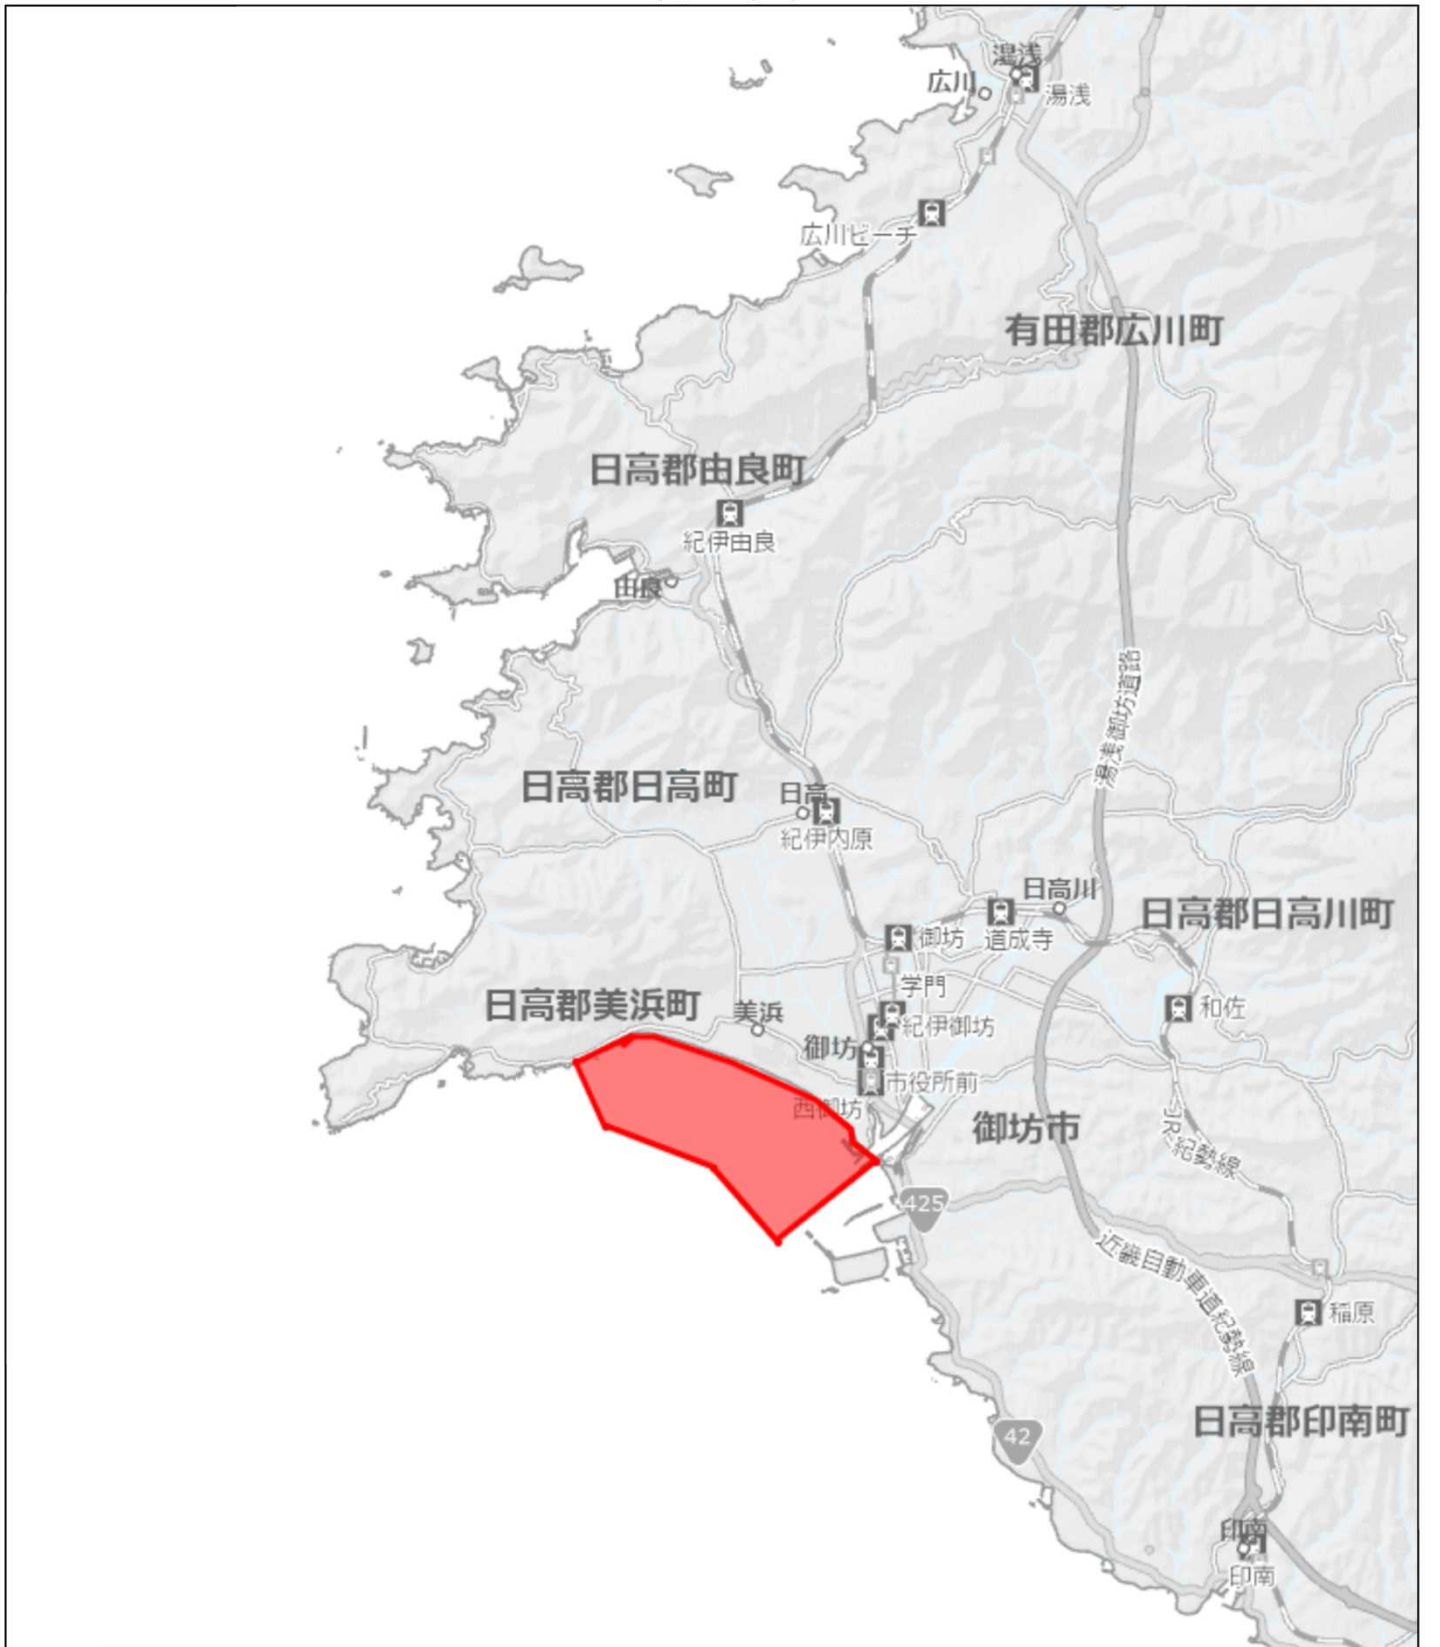 湯浅
広川
湯浅
広川ビーチ
有田郡広川町
日高郡由良町
紀伊由良
由良
湯浅御坊道路
日高郡日高町
日高
紀伊内原
日高川
日高郡日高川町
御坊
道成寺
学門
日高郡美浜町
美浜
和佐
紀伊御坊
御坊
市役所前
西御坊
御坊市
JR紀勢線
425
近畿自動車道紀勢線
稲原
日高郡印南町
42
印南
印南